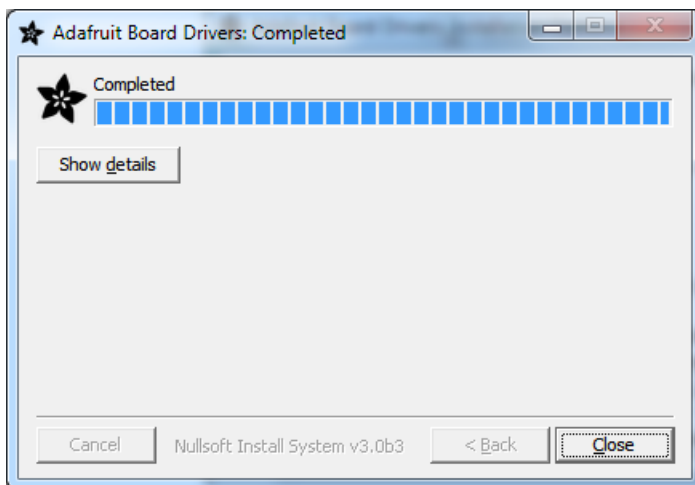 Adafruit Board Drivers: Completed
Completed
Show details
Cancel
Nullsoft Install System v3.0b3
< Back
Close